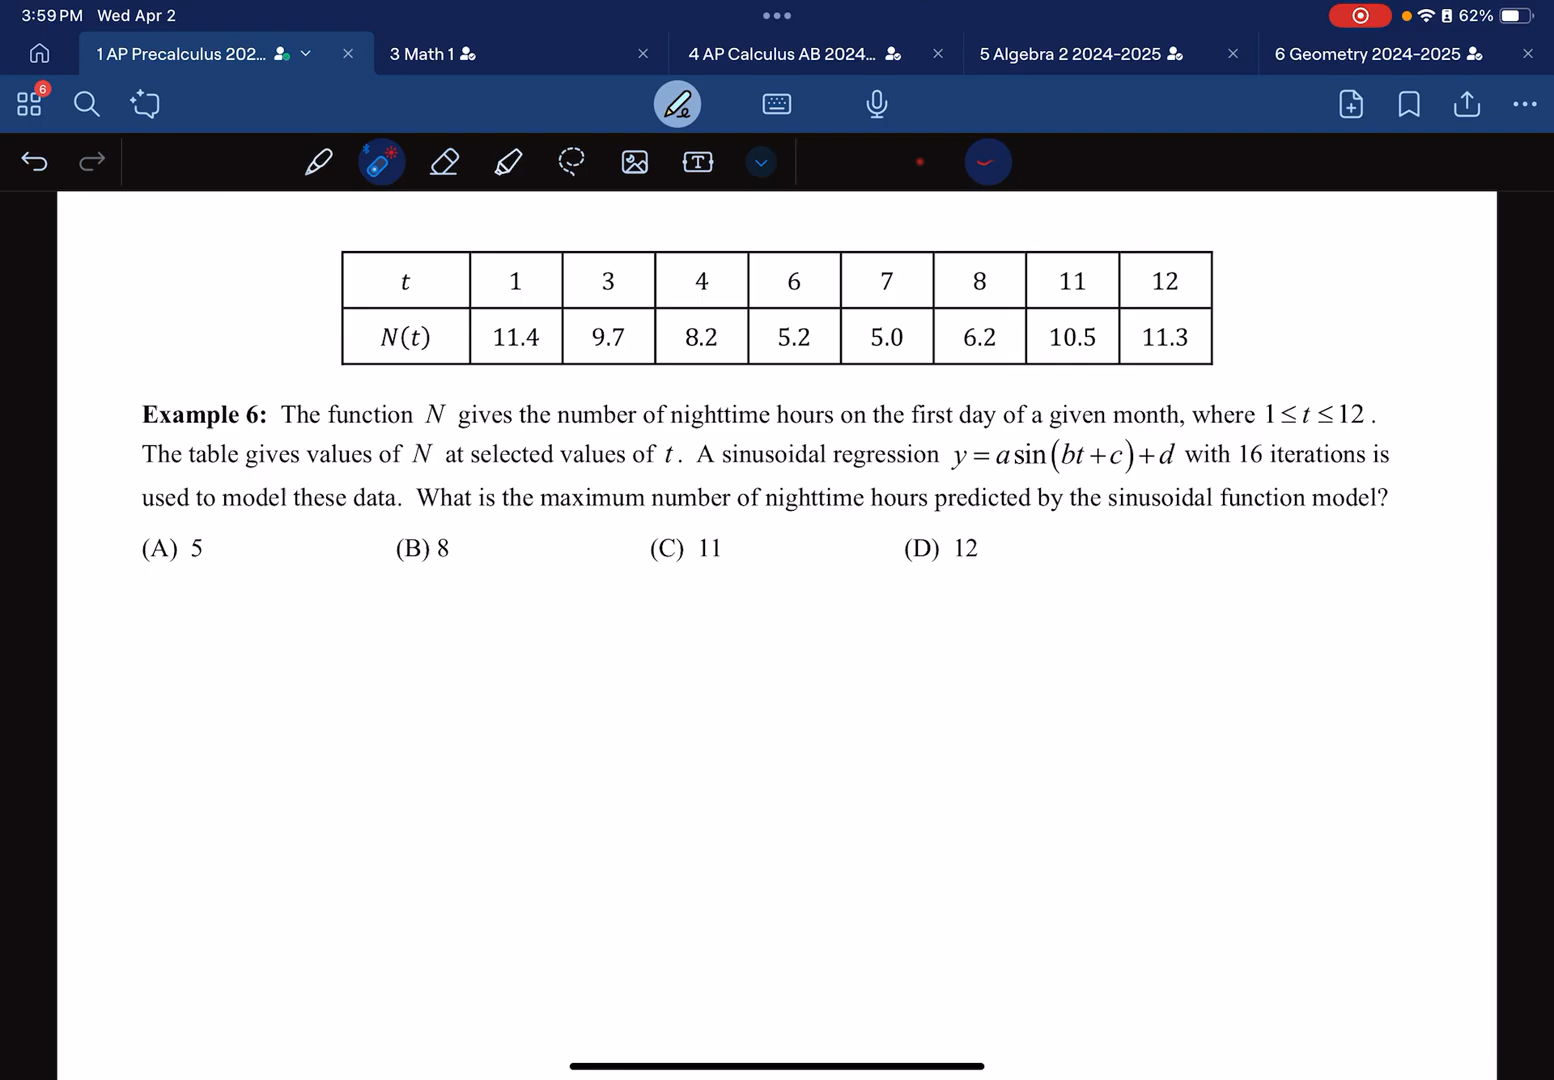 3:59 PM Wed Apr 2
62%
1 AP Precalculus 202...
3 Math 1
4 AP Calculus AB 2024...
5 Algebra 2 2024-2025
6 Geometry 2024-2025
6
T
t 1 3 4 6 7 8 11 12
N(t) 11.4 9.7 8.2 5.2 5.0 6.2 10.5 11.3
Example 6: The function N gives the number of nighttime hours on the first day of a given month, where 1 ≤ t ≤ 12.
The table gives values of N at selected values of t. A sinusoidal regression y = a sin(bt + c) + d with 16 iterations is
used to model these data. What is the maximum number of nighttime hours predicted by the sinusoidal function model?
(A) 5 (B) 8 (C) 11 (D) 12